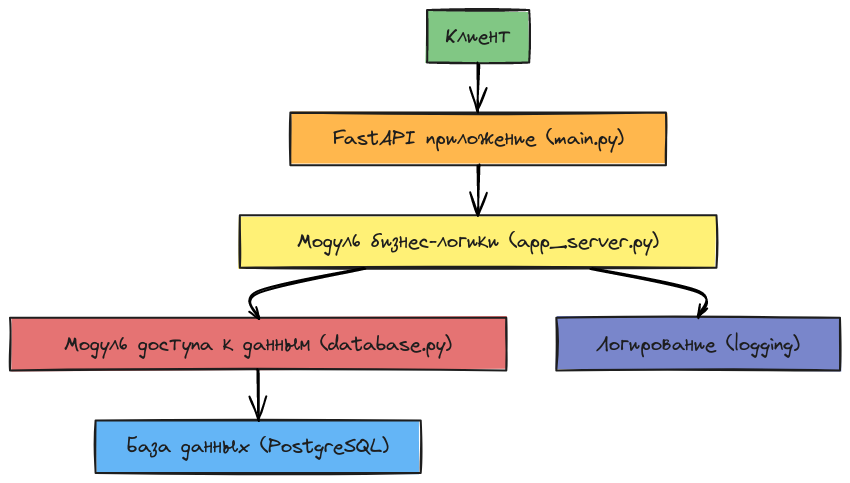 Клиент
FastAPI приложение (main.py)
Модуль бизнес-логики (app_server.py)
Модуль доступа к данным (database.py)
Логирование (logging)
База данных (PostgreSQL)